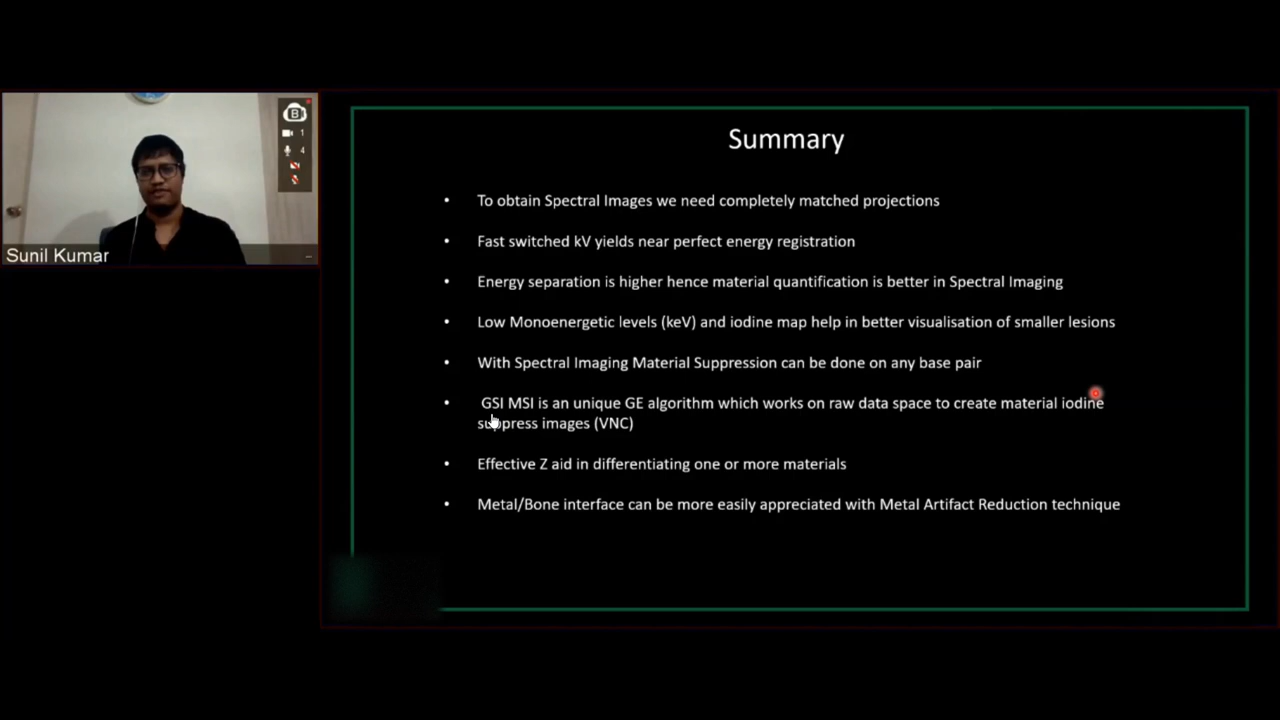 B
1
4
Sunil Kumar
Summary
• To obtain Spectral Images we need completely matched projections
• Fast switched kV yields near perfect energy registration
• Energy separation is higher hence material quantification is better in Spectral Imaging
• Low Monoenergetic levels (keV) and iodine map help in better visualisation of smaller lesions
• With Spectral Imaging Material Suppression can be done on any base pair
• GSI MSI is an unique GE algorithm which works on raw data space to create material iodine
suppress images (VNC)
• Effective Z aid in differentiating one or more materials
• Metal/Bone interface can be more easily appreciated with Metal Artifact Reduction technique